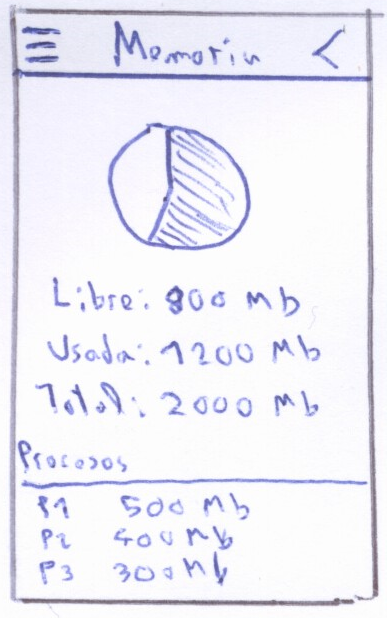 Memoria
Libre: 800 Mb
Usada: 1200 Mb
Total: 2000 Mb
Procesos
P1 500 Mb
P2 400 Mb
P3 300 Mb